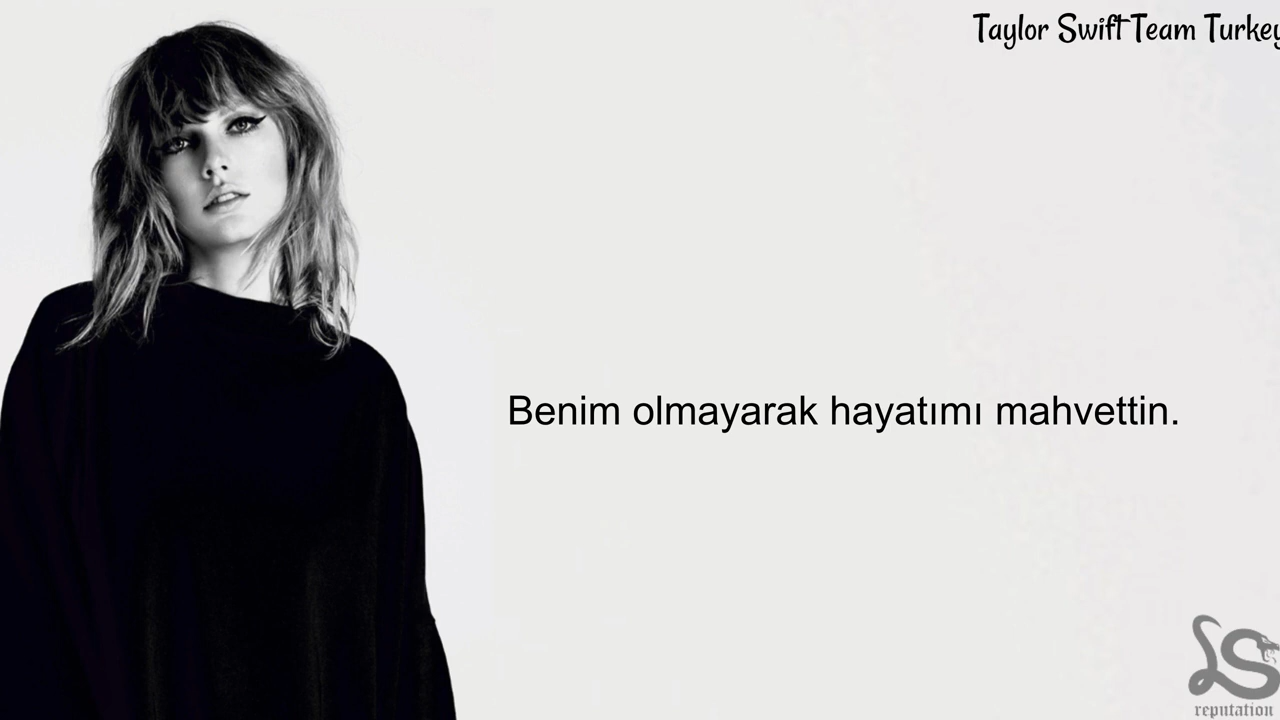 Taylor Swift Team Turkey
Benim olmayarak hayatımı mahvettin.
reputation